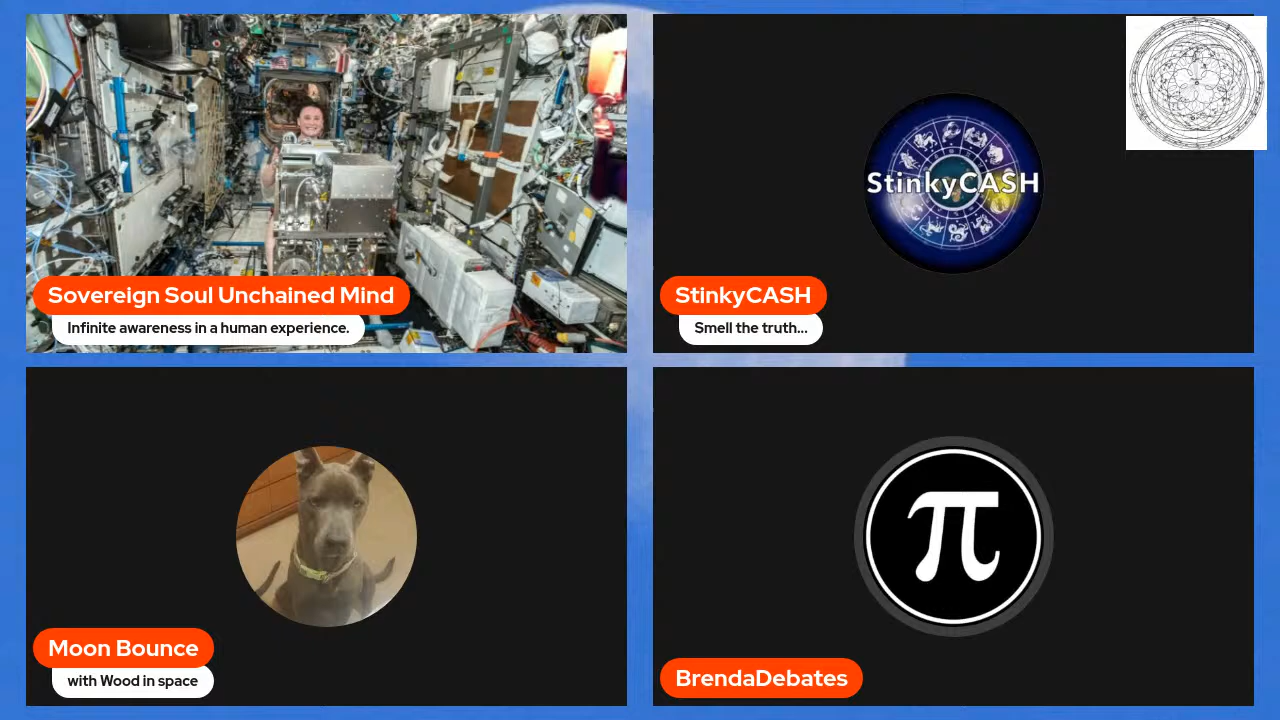 Sovereign Soul Unchained Mind
Infinite awareness in a human experience.
StinkyCASH
StinkyCASH
Smell the truth...
Moon Bounce
with Wood in space
π
BrendaDebates